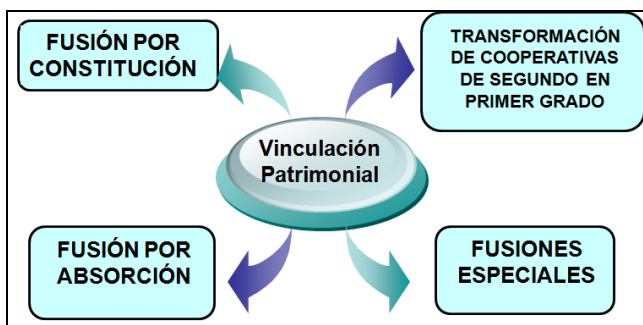 FUSIÓN POR
CONSTITUCIÓN
TRANSFORMACIÓN
DE COOPERATIVAS
DE SEGUNDO EN
PRIMER GRADO
Vinculación
Patrimonial
FUSIÓN POR
ABSORCIÓN
FUSIONES
ESPECIALES